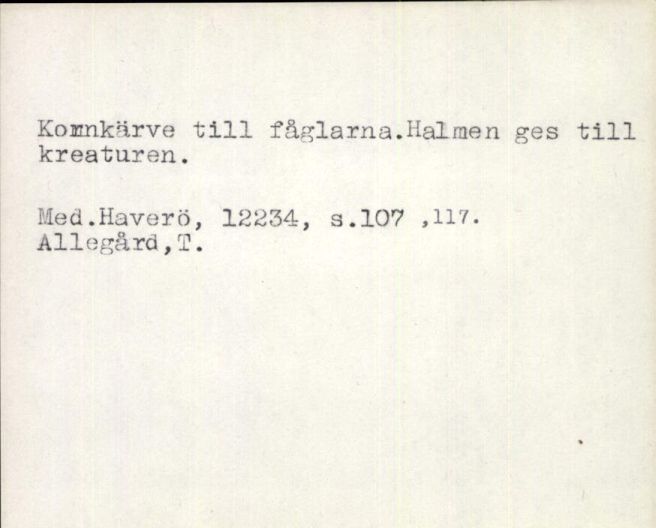 Kornkärve till fåglarna.Halmen ges till
kreaturen.
Med.Haverö, 12234, s.107 ,117.
Allegård,T.